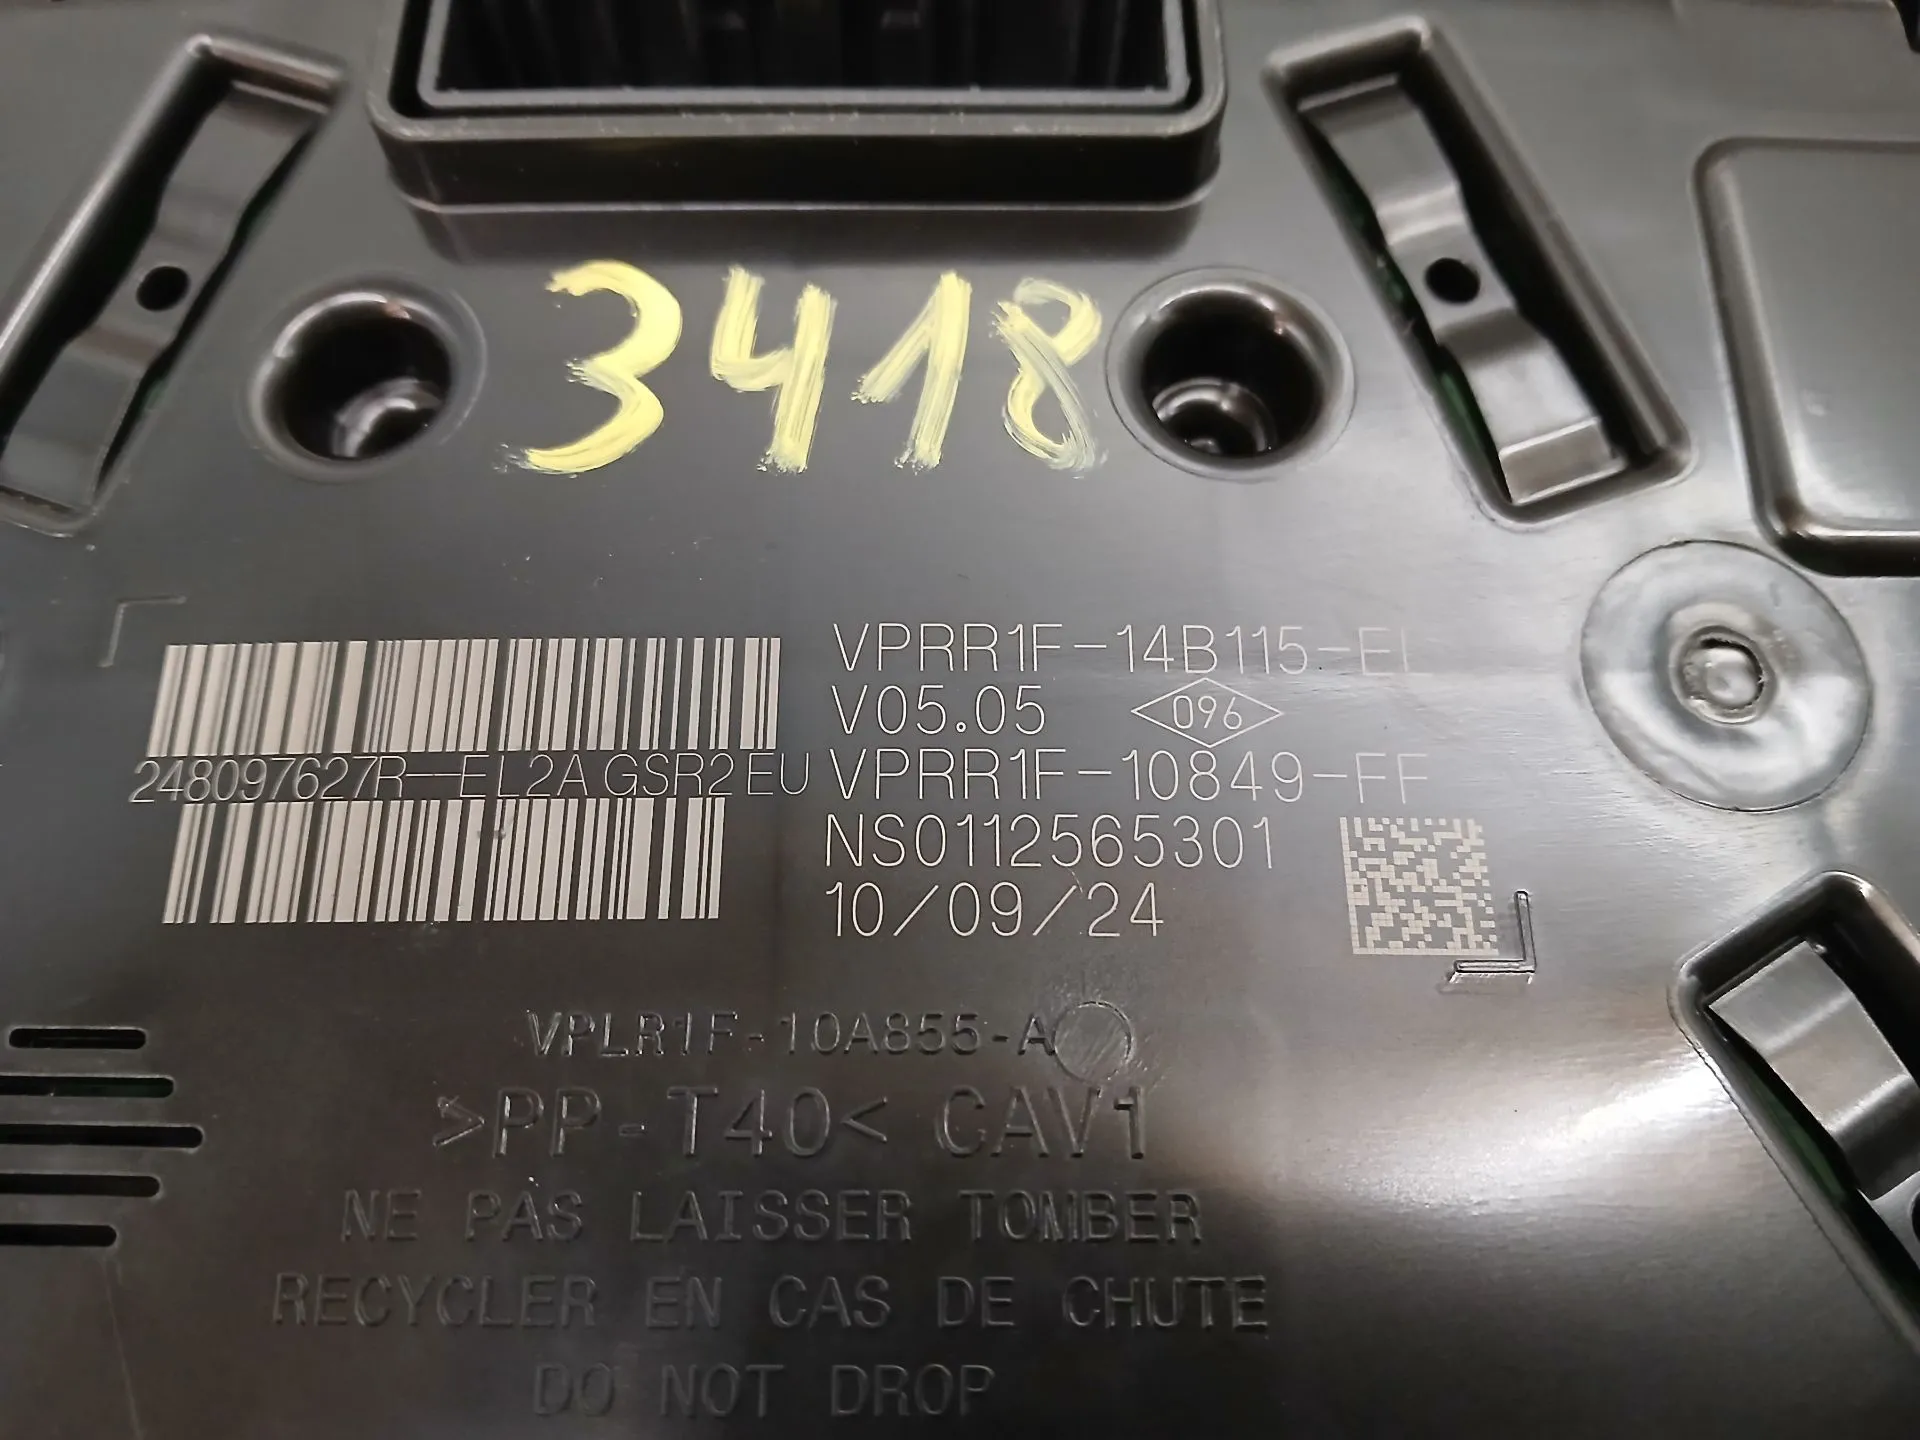 3418
VPRR1F-14B115-EL
V05.05 096
248097627R--EL2A GSR2 EU VPRR1F-10849-FF
NS0112565301
10/09/24
VPLR1F-10A855-A
>PP-T40< CAV1
NE PAS LAISSER TOMBER
RECYCLER EN CAS DE CHUTE
DO NOT DROP